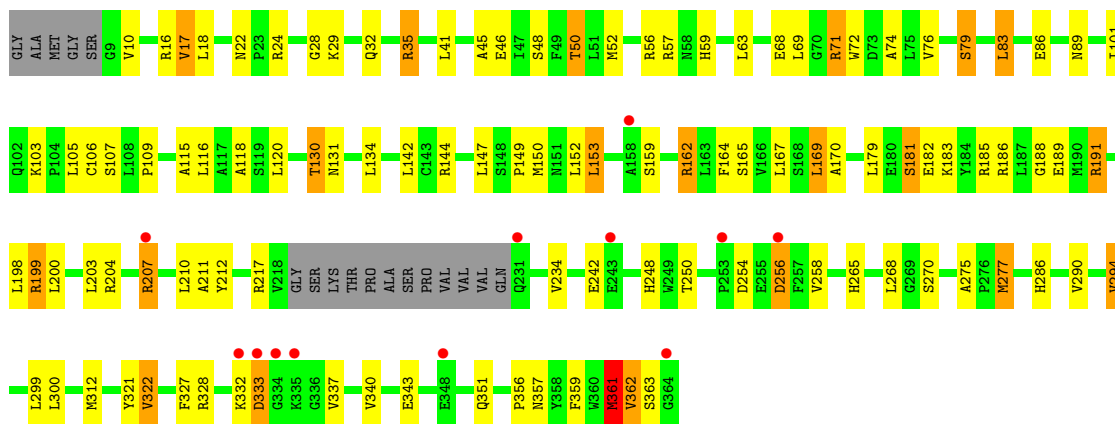 GLY ALA MET GLY SER G9 V10 R16 V17 L18 N22 P23 R24 G28 K29 Q32 R35 L41 A45 E46 I47 S48 F49 T50 L51 M52 R56 R57 N58 H59 L63 E68 L69 G70 R71 W72 D73 A74 L75 V76 S79 L83 E86 N89 L101
Q102 K103 P104 L105 C106 S107 L108 P109 A115 L116 A117 A118 S119 L120 T130 N131 L134 L142 C143 R144 L147 S148 P149 M150 N151 L152 L153 A158 S159 R162 L163 F164 S165 V166 L167 S168 L169 A170 L179 E180 S181 E182 K183 Y184 R185 R186 L187 G188 E189 M190 R191
L198 R199 L200 L203 R204 R207 L210 A211 Y212 R217 V218 GLY SER LYS THR PRO ALA SER PRO VAL VAL VAL GLN Q231 V234 E242 E243 H248 W249 T250 P253 D254 E255 D256 F257 V258 H265 L268 G269 S270 A275 P276 M277 H286 V290 V294
L299 L300 M312 Y321 V322 F327 R328 K332 D333 G334 K335 G336 V337 V340 E343 E348 Q351 P356 N357 Y358 F359 W360 M361 V362 S363 G364